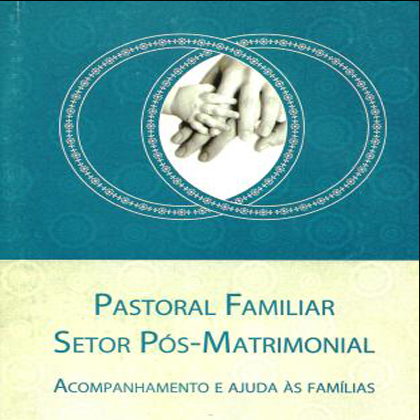 Pastoral Familiar
Setor Pós-Matrimonial
Acompanhamento e ajuda às famílias